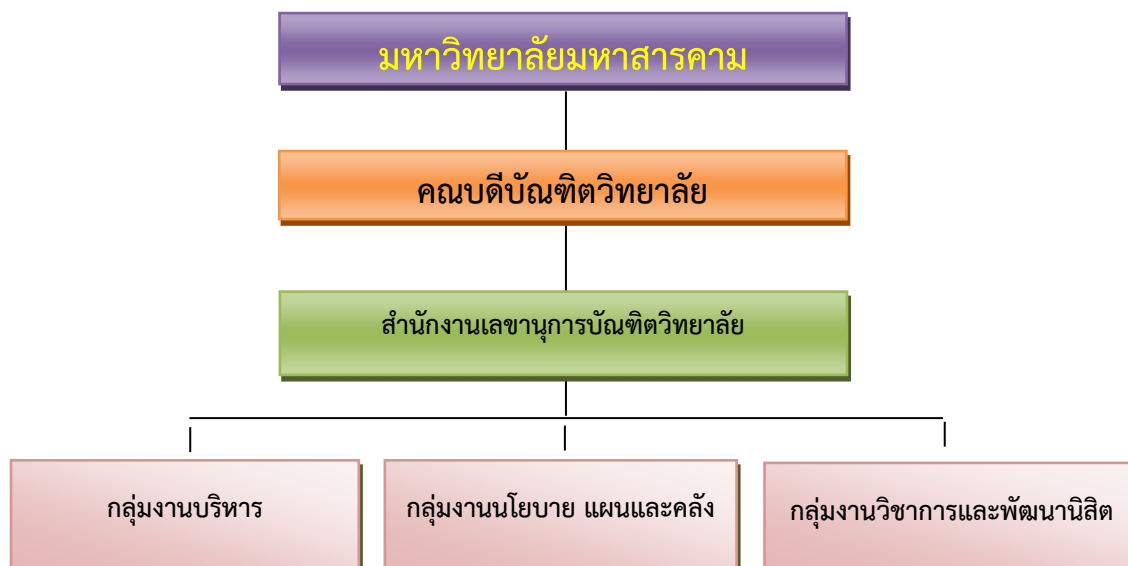 มหาวิทยาลัยมหาสารคาม
คณบดีบัณฑิตวิทยาลัย
สำนักงานเลขานุการบัณฑิตวิทยาลัย
กลุ่มงานบริหาร
กลุ่มงานนโยบาย แผนและคลัง
กลุ่มงานวิชาการและพัฒนานิสิต